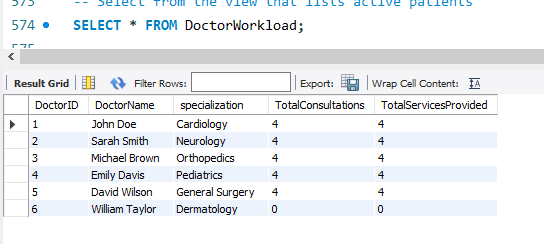 573 -- Select from the view that lists active patients
574 SELECT * FROM DoctorWorkload;
575
Result Grid Filter Rows: Export: Wrap Cell Content:
DoctorID DoctorName specialization TotalConsultations TotalServicesProvided
1 John Doe Cardiology 4 4
2 Sarah Smith Neurology 4 4
3 Michael Brown Orthopedics 4 4
4 Emily Davis Pediatrics 4 4
5 David Wilson General Surgery 4 4
6 William Taylor Dermatology 0 0